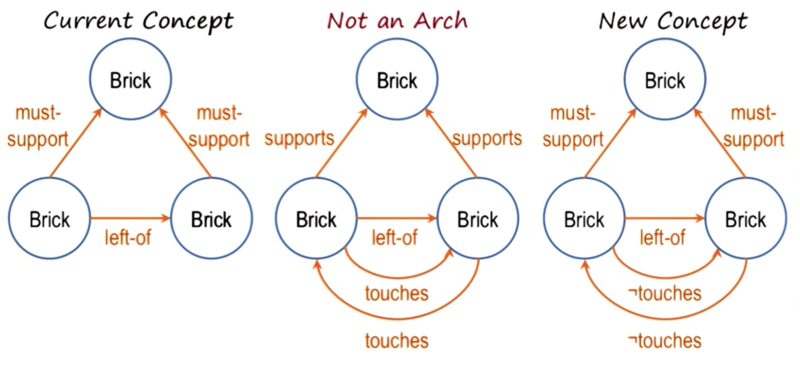 Current Concept
Brick
must-
support
must-
support
Brick
Brick
left-of
Not an Arch
Brick
supports
supports
Brick
Brick
left-of
touches
touches
New Concept
Brick
must-
support
must-
support
Brick
Brick
left-of
¬touches
¬touches